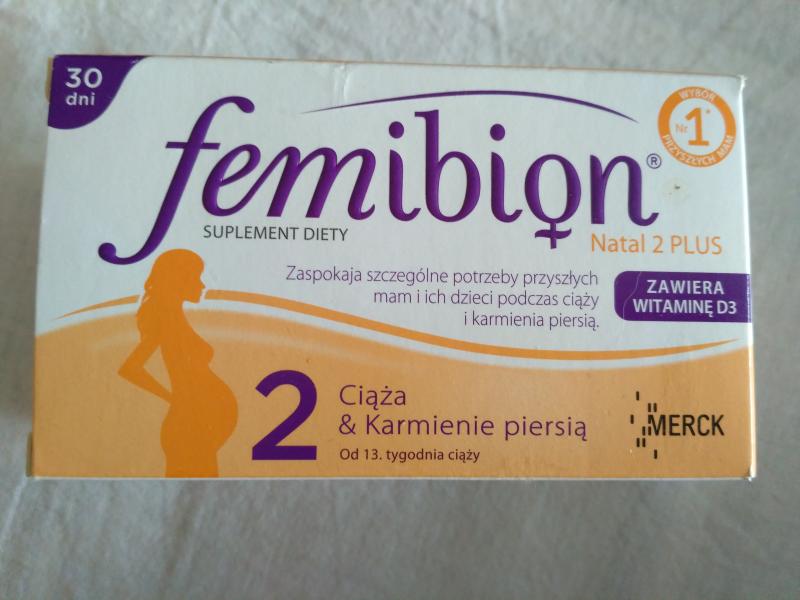 30
dni
femibion®
SUPLEMENT DIETY
Natal 2 PLUS
WYBÓR
Nr 1*
PRZYSZŁYCH MAM
Zaspokaja szczególne potrzeby przyszłych
mam i ich dzieci podczas ciąży
i karmienia piersią.
ZAWIERA
WITAMINĘ D3
2
Ciąża
& Karmienie piersią
Od 13. tygodnia ciąży
MERCK